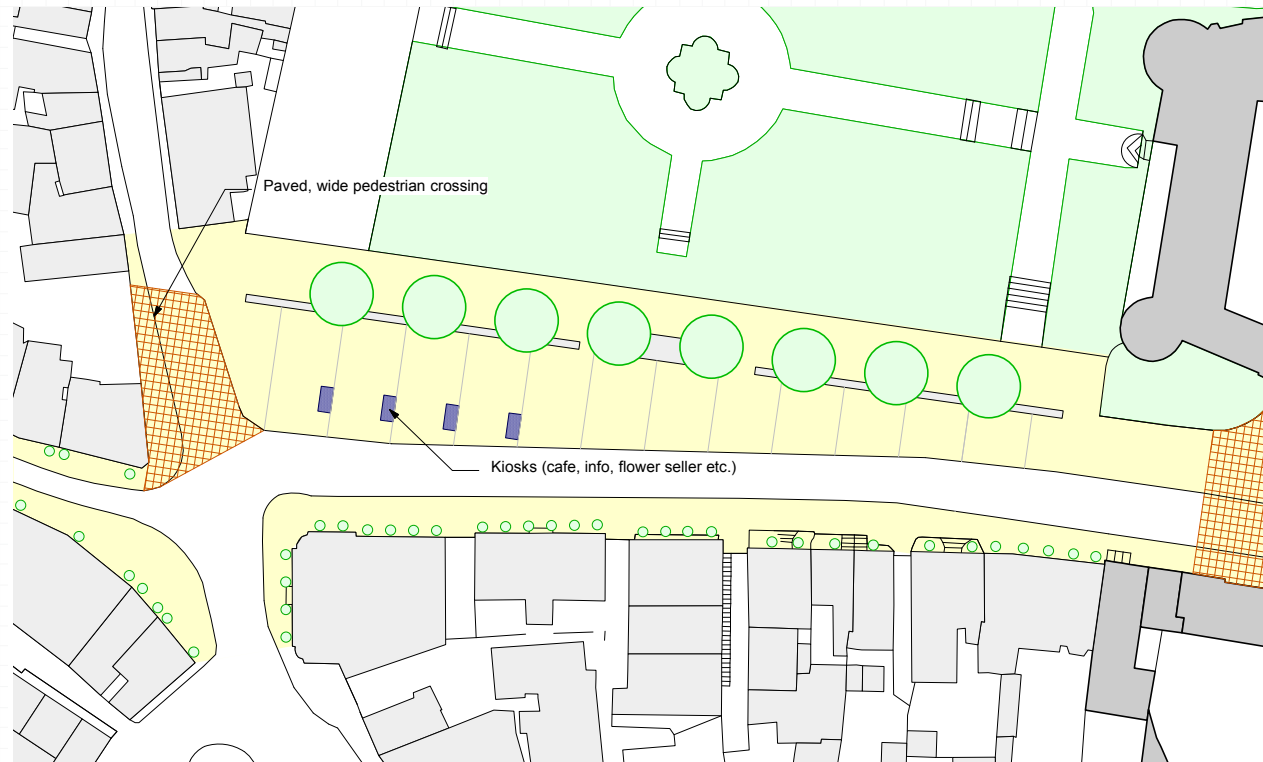 Paved, wide pedestrian crossing
Kiosks (cafe, info, flower seller etc.)